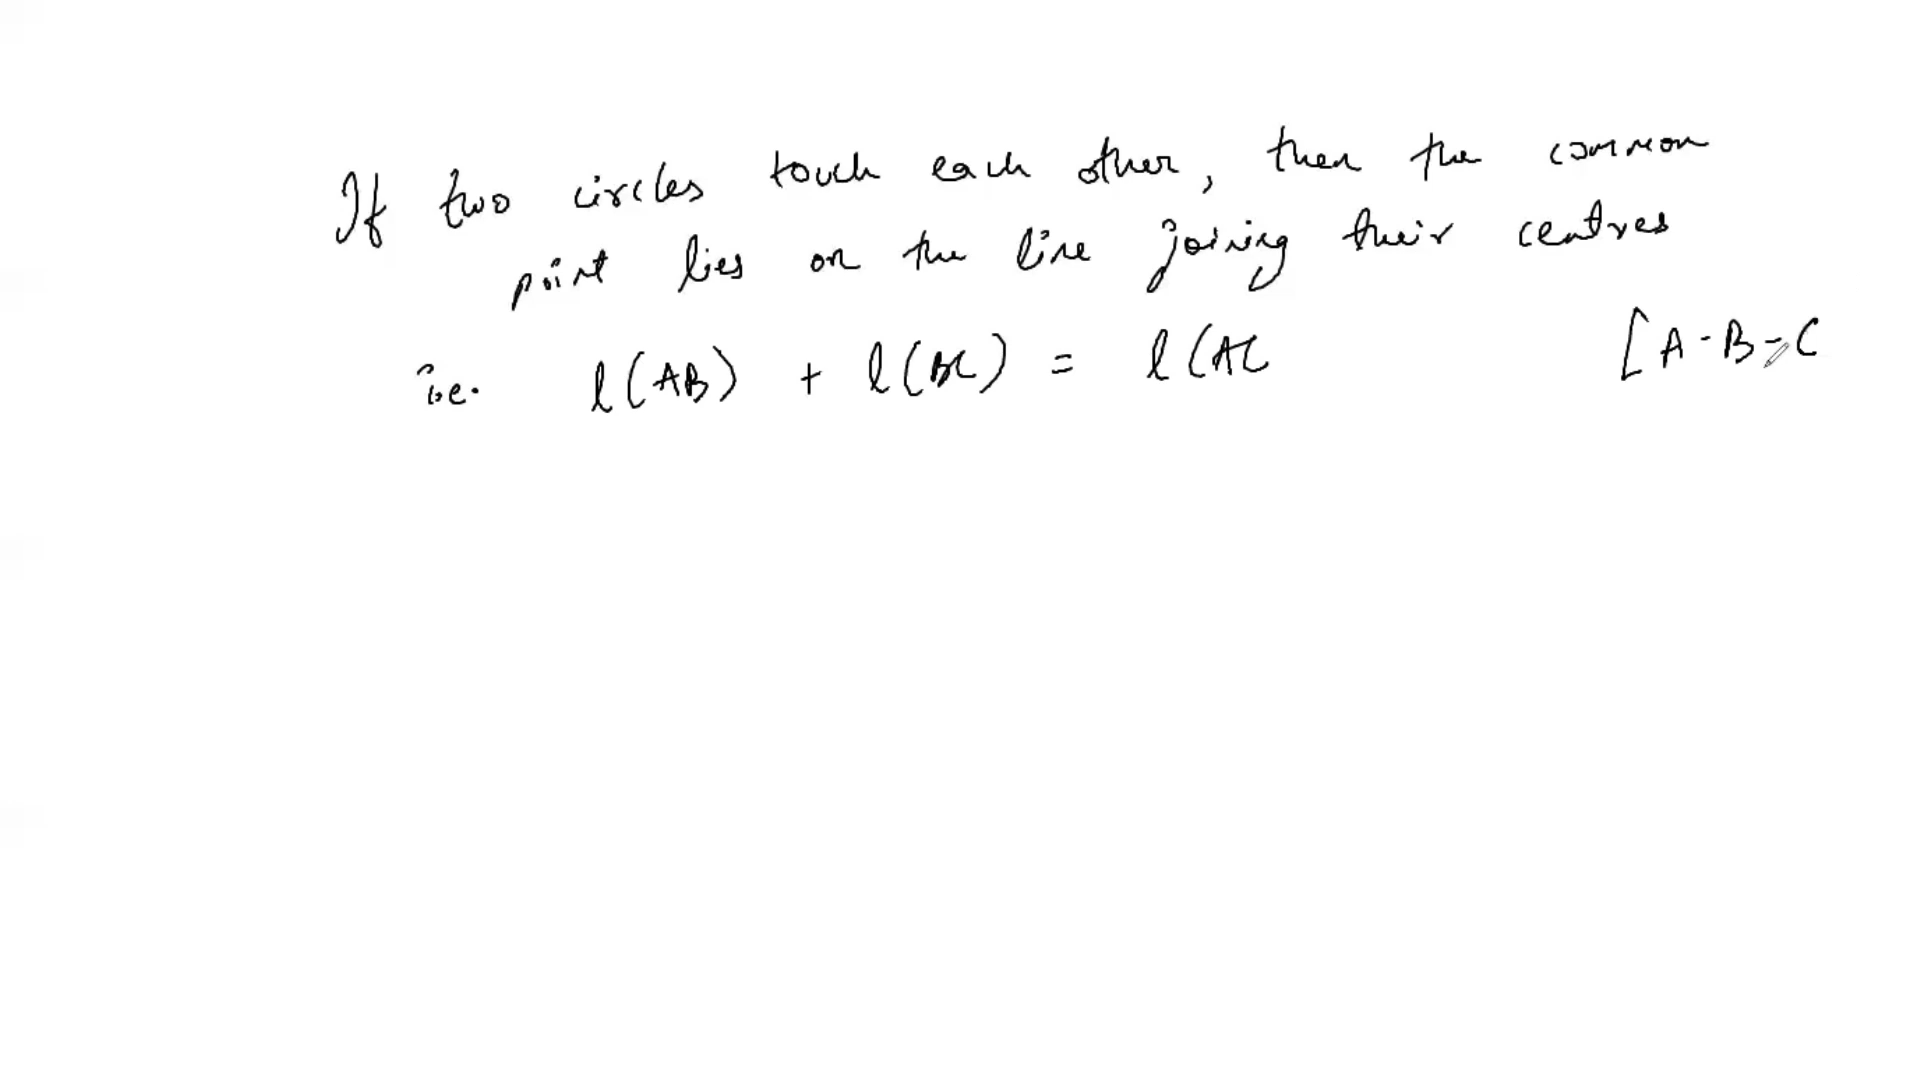 If two circles touch each other, then the common
point lies on the line joining their centres
i.e. l(AB) + l(BC) = l(AC [A-B-C